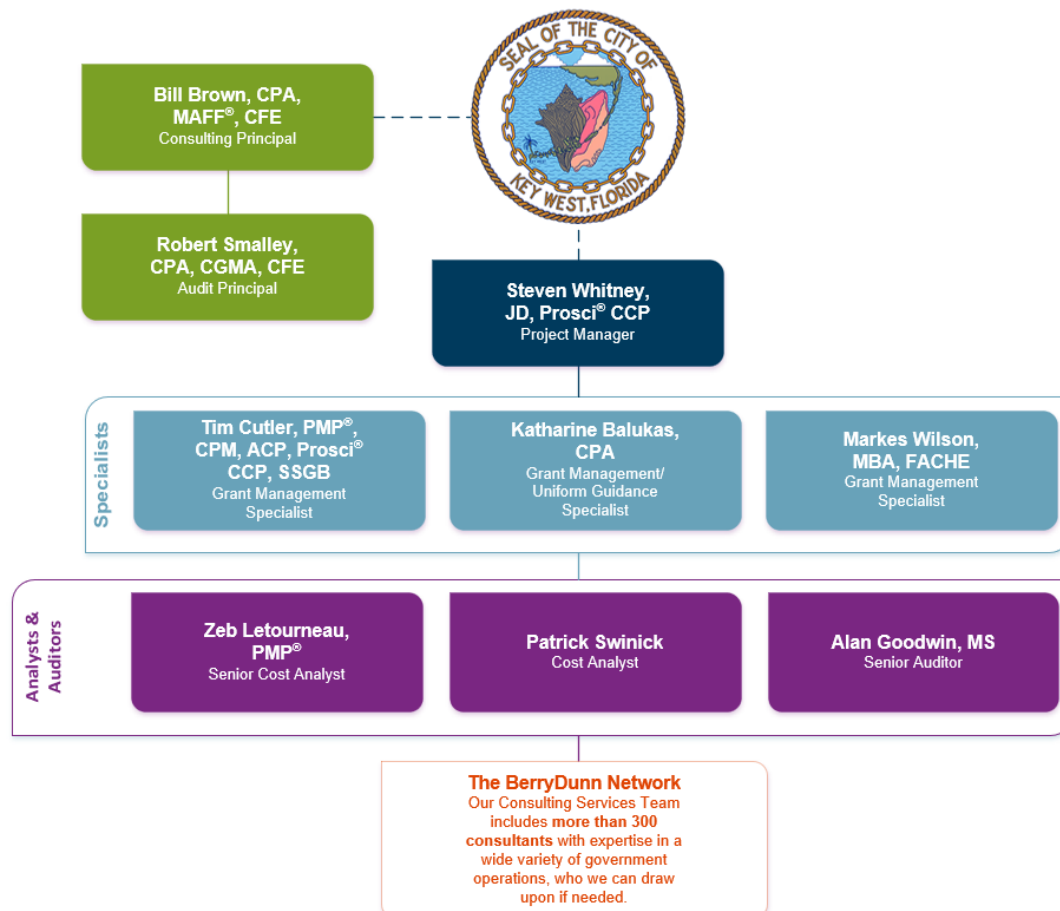 SEAL OF THE CITY OF
KEY WEST, FLORIDA
Bill Brown, CPA,
MAFF®, CFE
Consulting Principal
Robert Smalley,
CPA, CGMA, CFE
Audit Principal
Steven Whitney,
JD, Prosci® CCP
Project Manager
Specialists
Tim Cutler, PMP®,
CPM, ACP, Prosci®
CCP, SSGB
Grant Management
Specialist
Katharine Balukas,
CPA
Grant Management/
Uniform Guidance
Specialist
Markes Wilson,
MBA, FACHE
Grant Management
Specialist
Analysts &
Auditors
Zeb Letourneau,
PMP®
Senior Cost Analyst
Patrick Swinick
Cost Analyst
Alan Goodwin, MS
Senior Auditor
The BerryDunn Network
Our Consulting Services Team
includes more than 300
consultants with expertise in a
wide variety of government
operations, who we can draw
upon if needed.